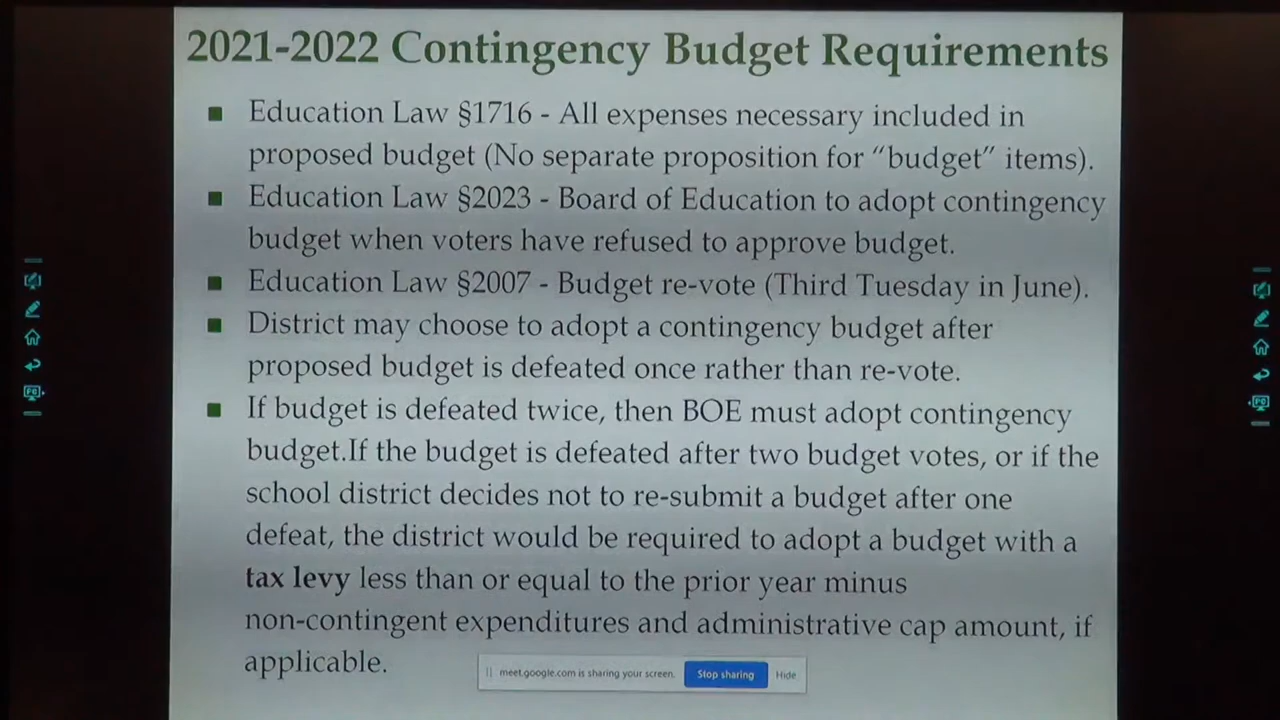 2021-2022 Contingency Budget Requirements
Education Law §1716 - All expenses necessary included in
proposed budget (No separate proposition for “budget” items).
Education Law §2023 - Board of Education to adopt contingency
budget when voters have refused to approve budget.
Education Law §2007 - Budget re-vote (Third Tuesday in June).
District may choose to adopt a contingency budget after
proposed budget is defeated once rather than re-vote.
If budget is defeated twice, then BOE must adopt contingency
budget.If the budget is defeated after two budget votes, or if the
school district decides not to re-submit a budget after one
defeat, the district would be required to adopt a budget with a
tax levy less than or equal to the prior year minus
non-contingent expenditures and administrative cap amount, if
applicable.
meet.google.com is sharing your screen. Stop sharing Hide